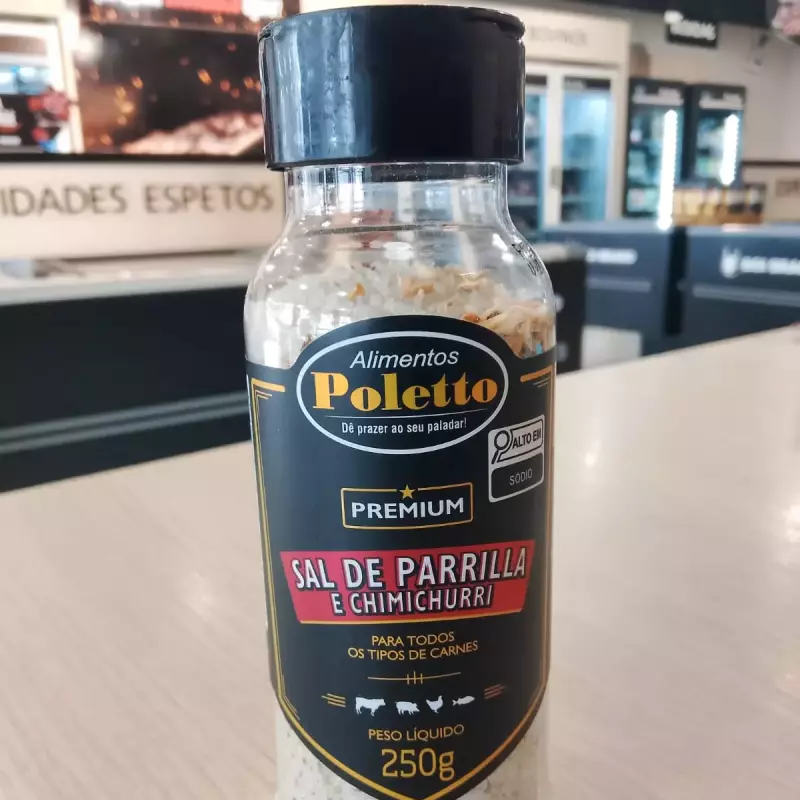 IDADES ESPETOS
Alimentos
Poletto
Dê prazer ao seu paladar!
ALTO EM
SÓDIO
PREMIUM
SAL DE PARRILLA
E CHIMICHURRI
PARA TODOS
OS TIPOS DE CARNES
PESO LÍQUIDO
250g